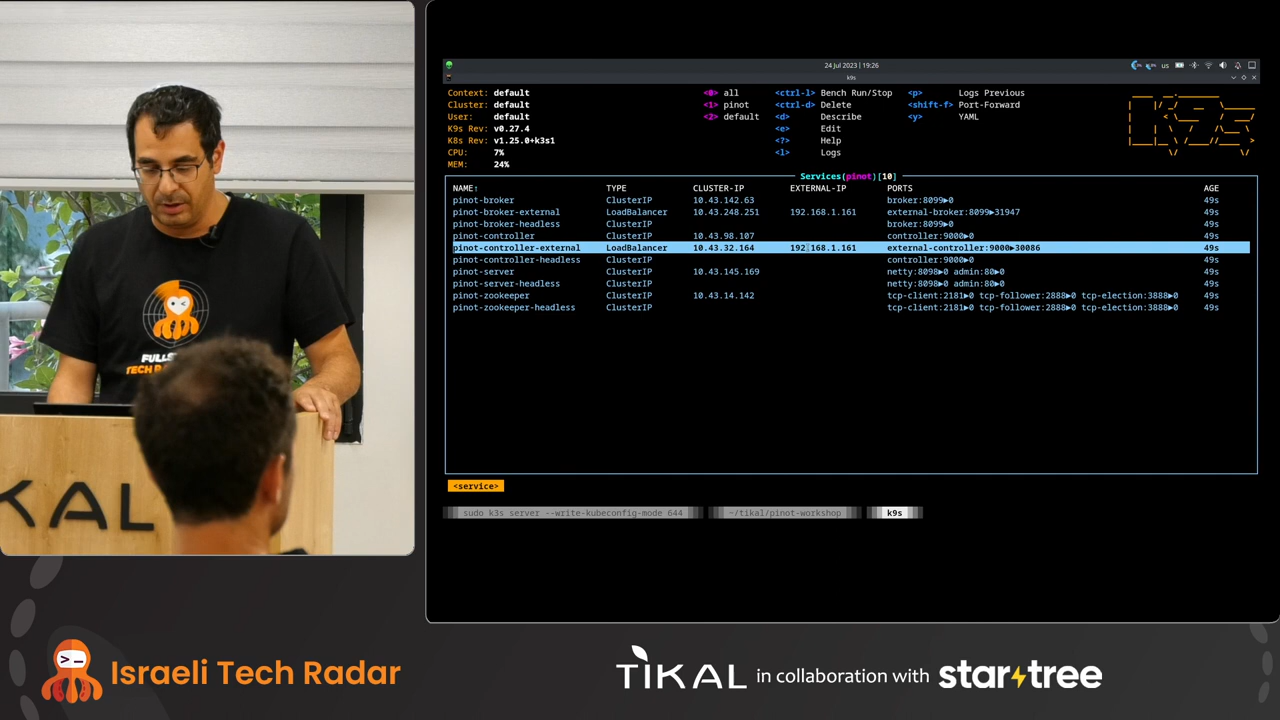 24 Jul 2023 | 19:26
us
k9s
Context: default
Cluster: default
User: default
K9s Rev: v0.27.4
K8s Rev: v1.25.0+k3s1
CPU: 7%
MEM: 24%
<0> all
<1> pinot
<2> default
<ctrl-l> Bench Run/Stop
<ctrl-d> Delete
<d> Describe
<e> Edit
<?> Help
<l> Logs
<p> Logs Previous
<shift-f> Port-Forward
<y> YAML
K9s
Services(pinot)[10]
NAME↑ TYPE CLUSTER-IP EXTERNAL-IP PORTS AGE
pinot-broker ClusterIP 10.43.142.63 broker:8099►0 49s
pinot-broker-external LoadBalancer 10.43.248.251 192.168.1.161 external-broker:8099►31947 49s
pinot-broker-headless ClusterIP broker:8099►0 49s
pinot-controller ClusterIP 10.43.98.107 controller:9000►0 49s
pinot-controller-external LoadBalancer 10.43.32.164 192.168.1.161 external-controller:9000►30086 49s
pinot-controller-headless ClusterIP controller:9000►0 49s
pinot-server ClusterIP 10.43.145.169 netty:8098►0 admin:80►0 49s
pinot-server-headless ClusterIP netty:8098►0 admin:80►0 49s
pinot-zookeeper ClusterIP 10.43.14.142 tcp-client:2181►0 tcp-follower:2888►0 tcp-election:3888►0 49s
pinot-zookeeper-headless ClusterIP tcp-client:2181►0 tcp-follower:2888►0 tcp-election:3888►0 49s
<service>
sudo k3s server --write-kubeconfig-mode 644
~/tikal/pinot-workshop
k9s
KAL
Israeli Tech Radar
TIKAL in collaboration with star⚡tree